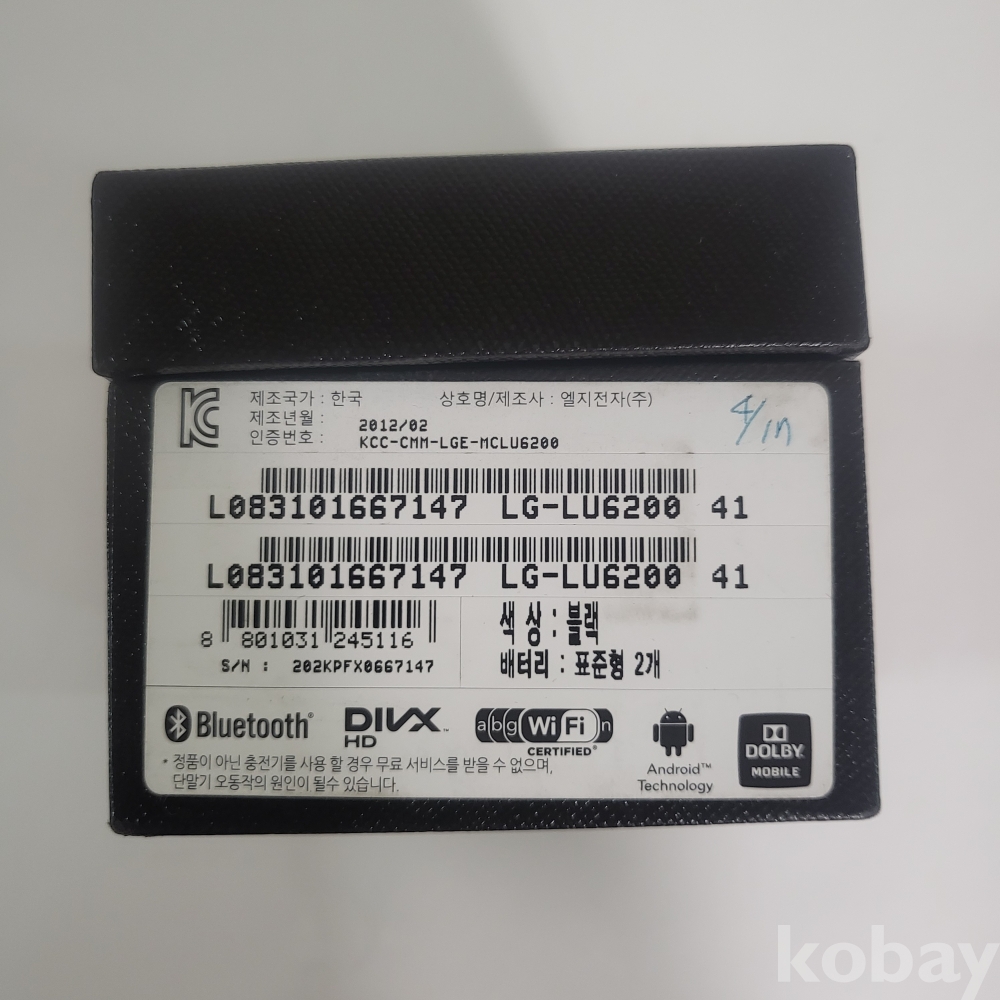 제조국가 : 한국 상호명/제조사 : 엘지전자(주)
제조년월 : 2012/02
인증번호 : KCC-CMM-LGE-MCLU6200
4/in
L083101667147 LG-LU6200 41
L083101667147 LG-LU6200 41
8 801031 245116
S/N : 202KPFX0667147
색 상 : 블랙
배터리 : 표준형 2개
Bluetooth®
DIVX™
HD
abg Wi Fi n
CERTIFIED®
Android™
Technology
DOLBY
MOBILE
* 정품이 아닌 충전기를 사용 할 경우 무료 서비스를 받을 수 없으며,
단말기 오동작의 원인이 될수 있습니다.
kobay